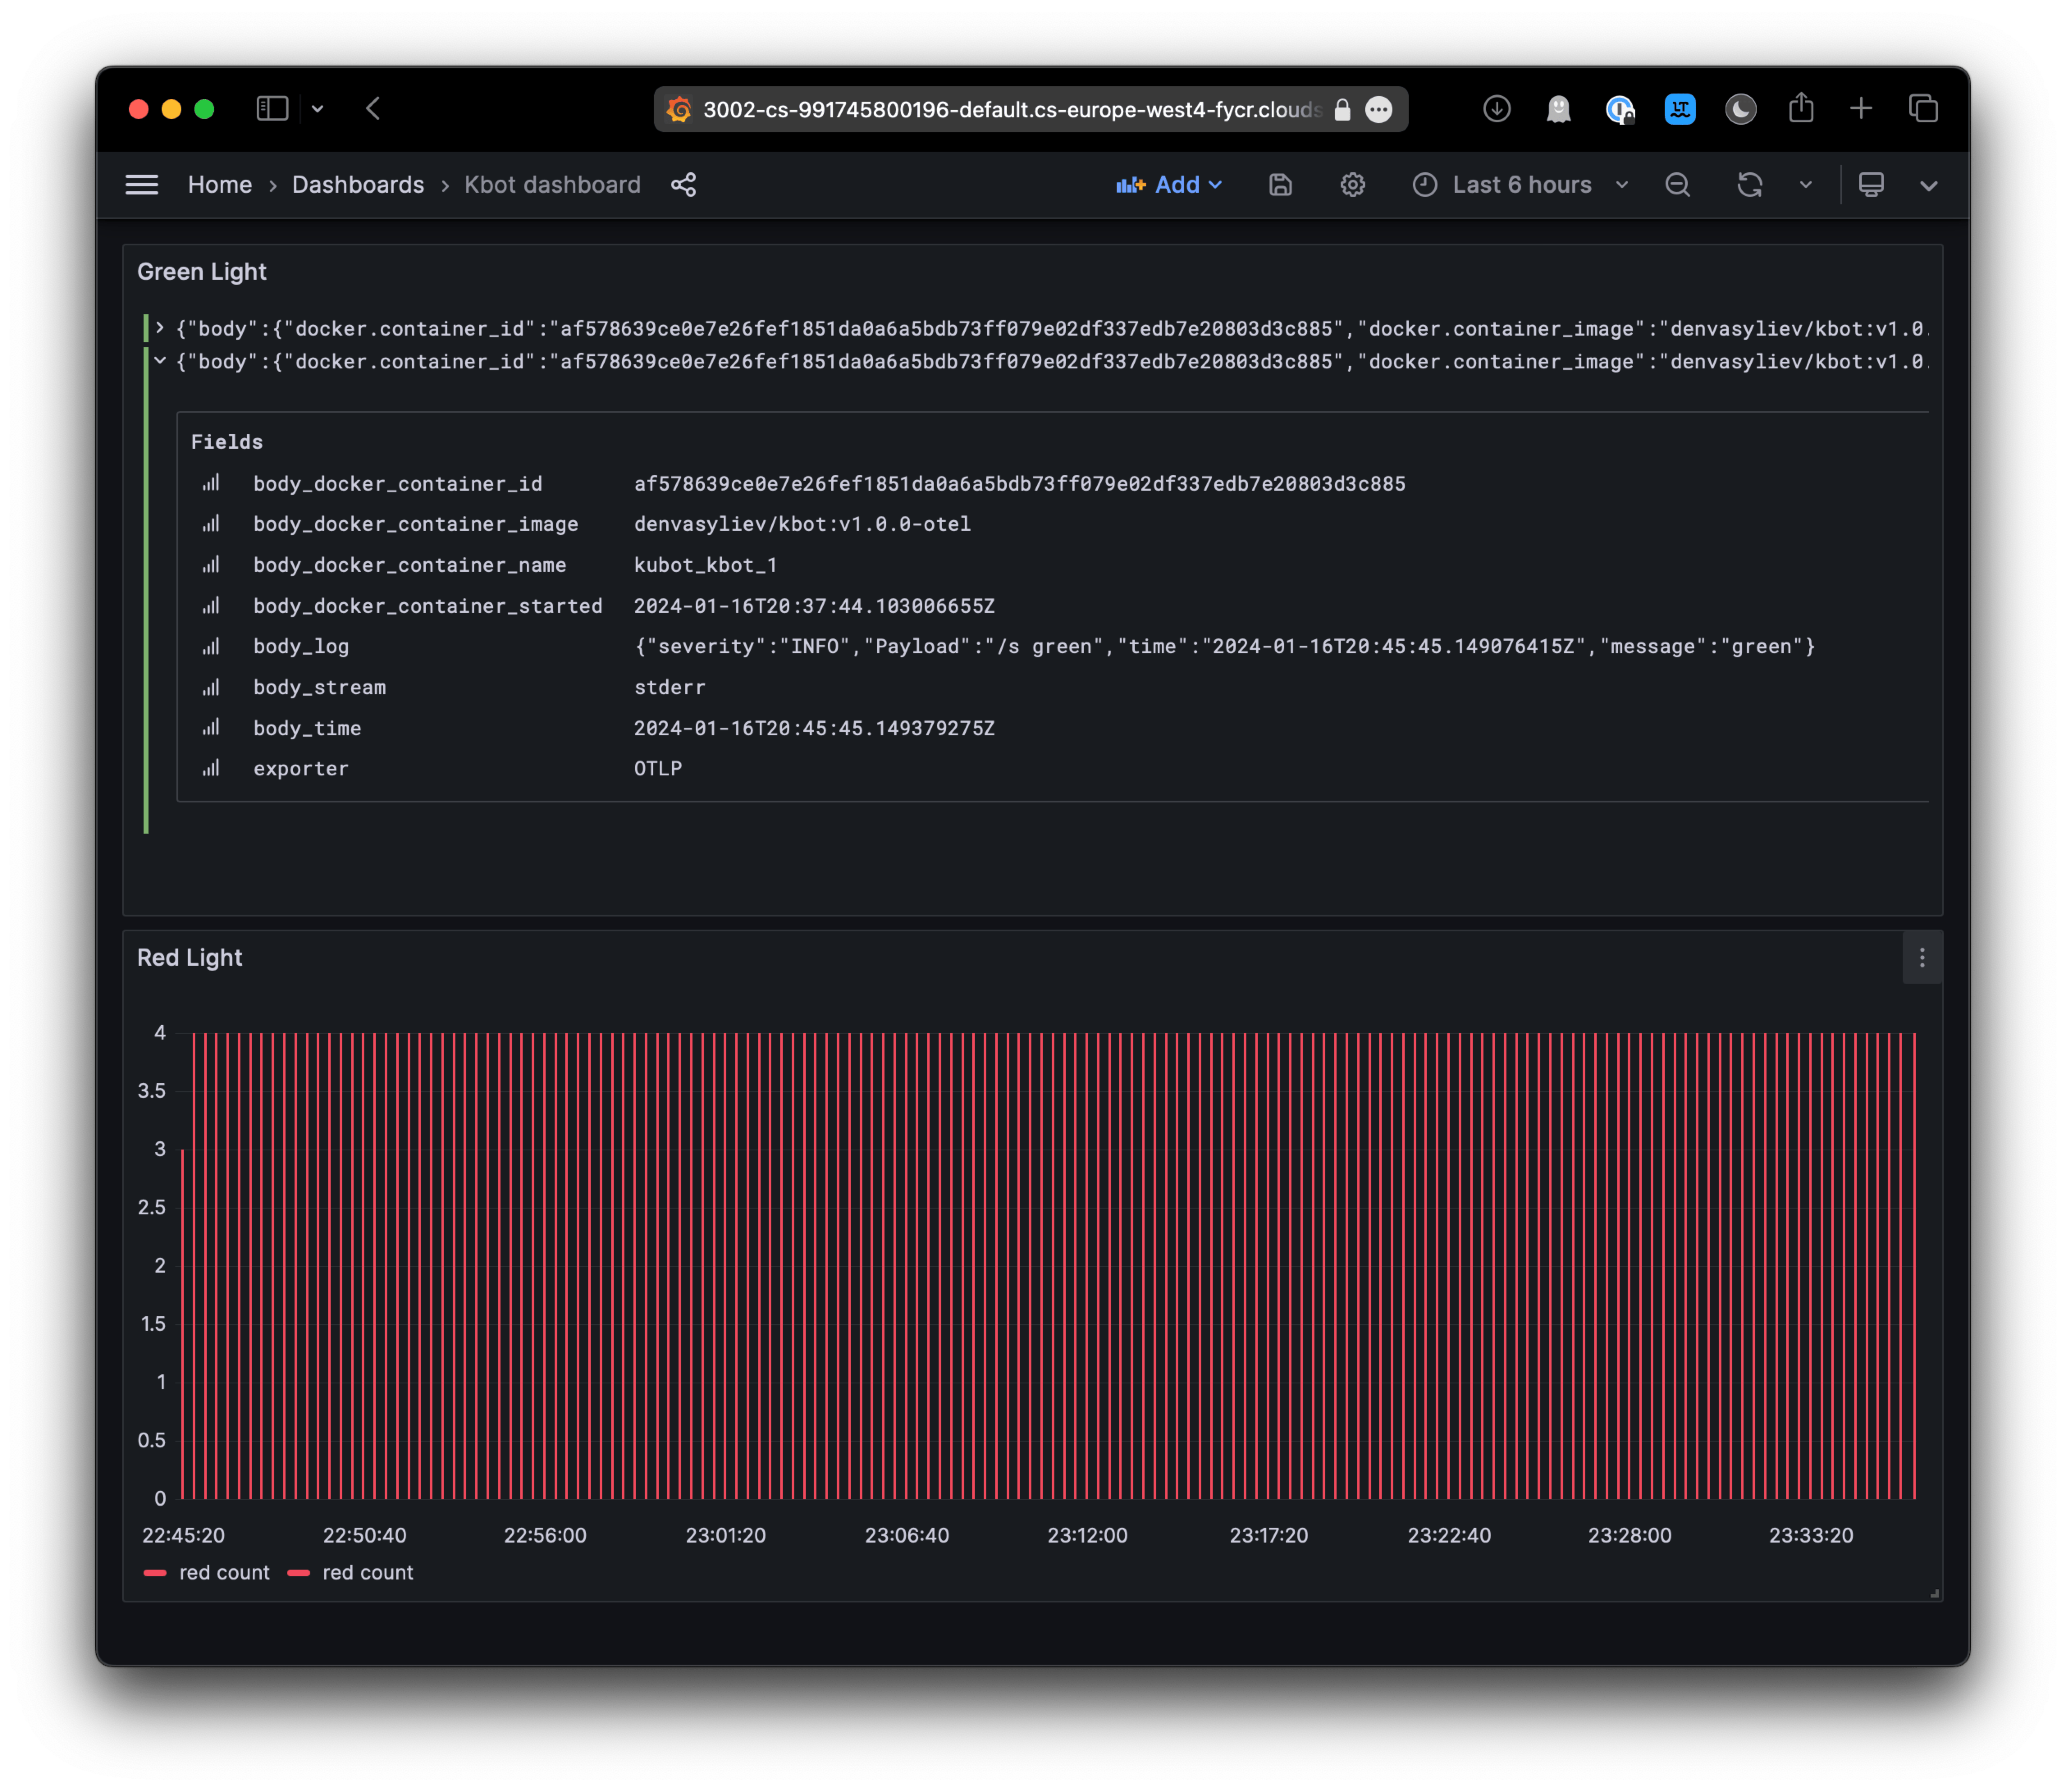 3002-cs-991745800196-default.cs-europe-west4-fycr.clouds
LT
Home › Dashboards › Kbot dashboard
Add
Last 6 hours
Green Light
{"body":{"docker.container_id":"af578639ce0e7e26fef1851da0a6a5bdb73ff079e02df337edb7e20803d3c885","docker.container_image":"denvasyliev/kbot:v1.0.
{"body":{"docker.container_id":"af578639ce0e7e26fef1851da0a6a5bdb73ff079e02df337edb7e20803d3c885","docker.container_image":"denvasyliev/kbot:v1.0.
Fields
body_docker_container_id af578639ce0e7e26fef1851da0a6a5bdb73ff079e02df337edb7e20803d3c885
body_docker_container_image denvasyliev/kbot:v1.0.0-otel
body_docker_container_name kubot_kbot_1
body_docker_container_started 2024-01-16T20:37:44.103006655Z
body_log {"severity":"INFO","Payload":"/s green","time":"2024-01-16T20:45:45.149076415Z","message":"green"}
body_stream stderr
body_time 2024-01-16T20:45:45.149379275Z
exporter OTLP
Red Light
4
3.5
3
2.5
2
1.5
1
0.5
0
22:45:20 22:50:40 22:56:00 23:01:20 23:06:40 23:12:00 23:17:20 23:22:40 23:28:00 23:33:20
red count red count